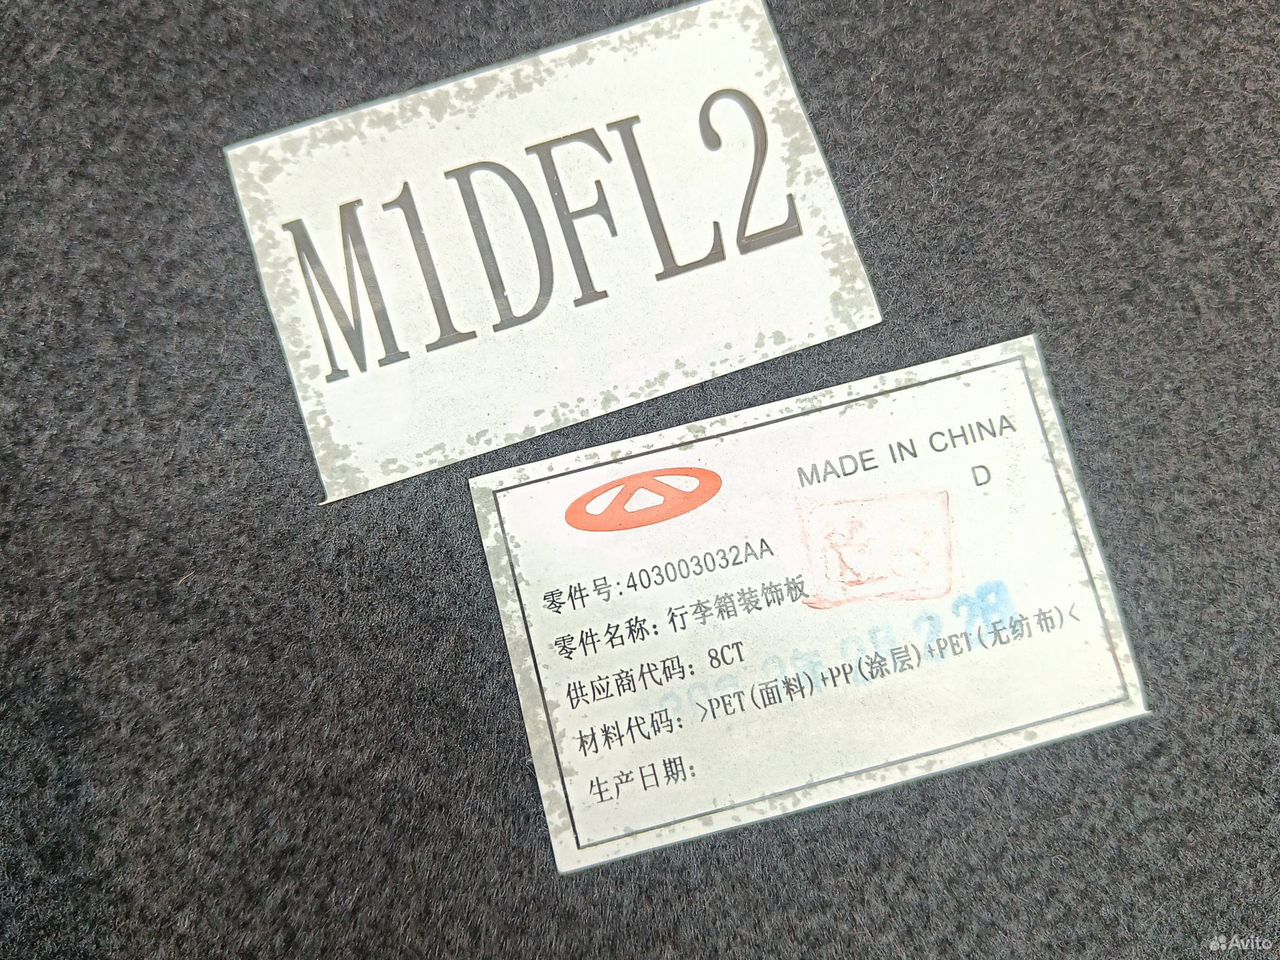 M1DFL2
MADE IN CHINA
D
零件号:403003032AA
零件名称: 行李箱装饰板
供应商代码: 8CT
材料代码: >PET(面料)+PP(涂层)+PET(无纺布)<
生产日期:
Avito